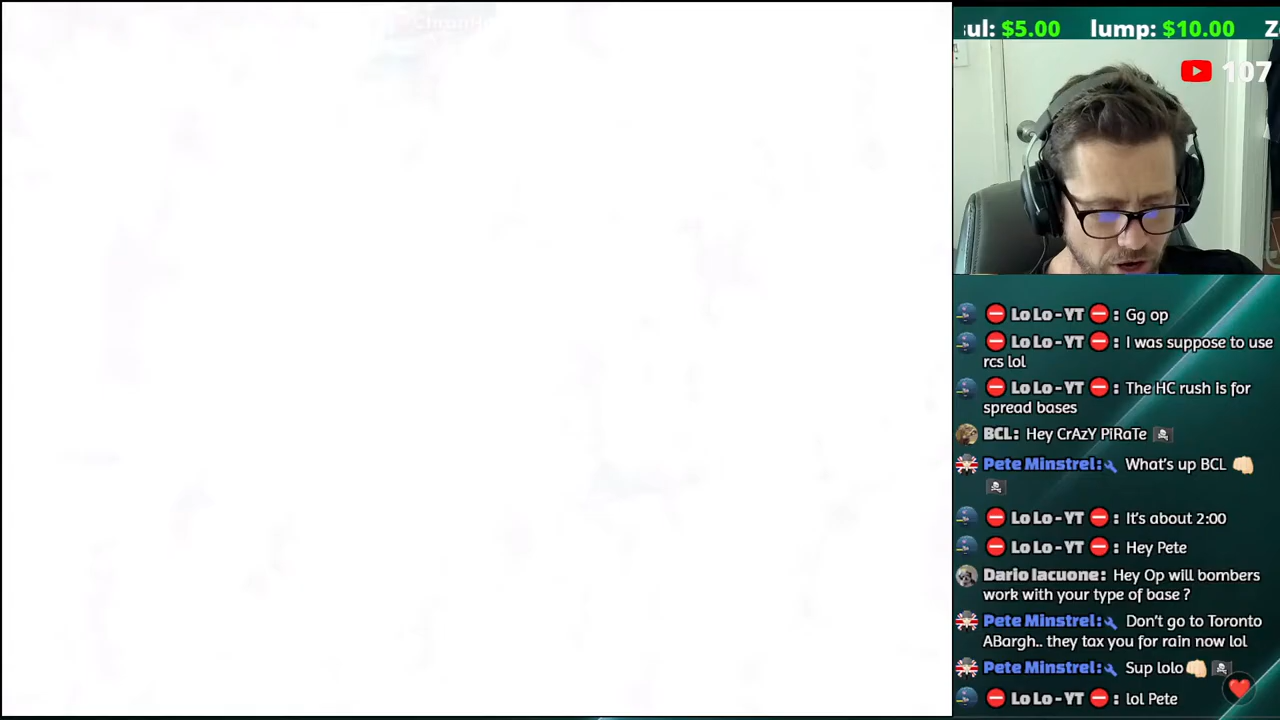 ul: $5.00 lump: $10.00 Z
107
Lo Lo - YT : Gg op
Lo Lo - YT : I was suppose to use
rcs lol
Lo Lo - YT : The HC rush is for
spread bases
BCL: Hey CrAzY PiRaTe
Pete Minstrel: What's up BCL
Lo Lo - YT : It's about 2:00
Lo Lo - YT : Hey Pete
Dario Iacuone: Hey Op will bombers
work with your type of base ?
Pete Minstrel: Don't go to Toronto
ABargh.. they tax you for rain now lol
Pete Minstrel: Sup lolo
Lo Lo - YT : lol Pete